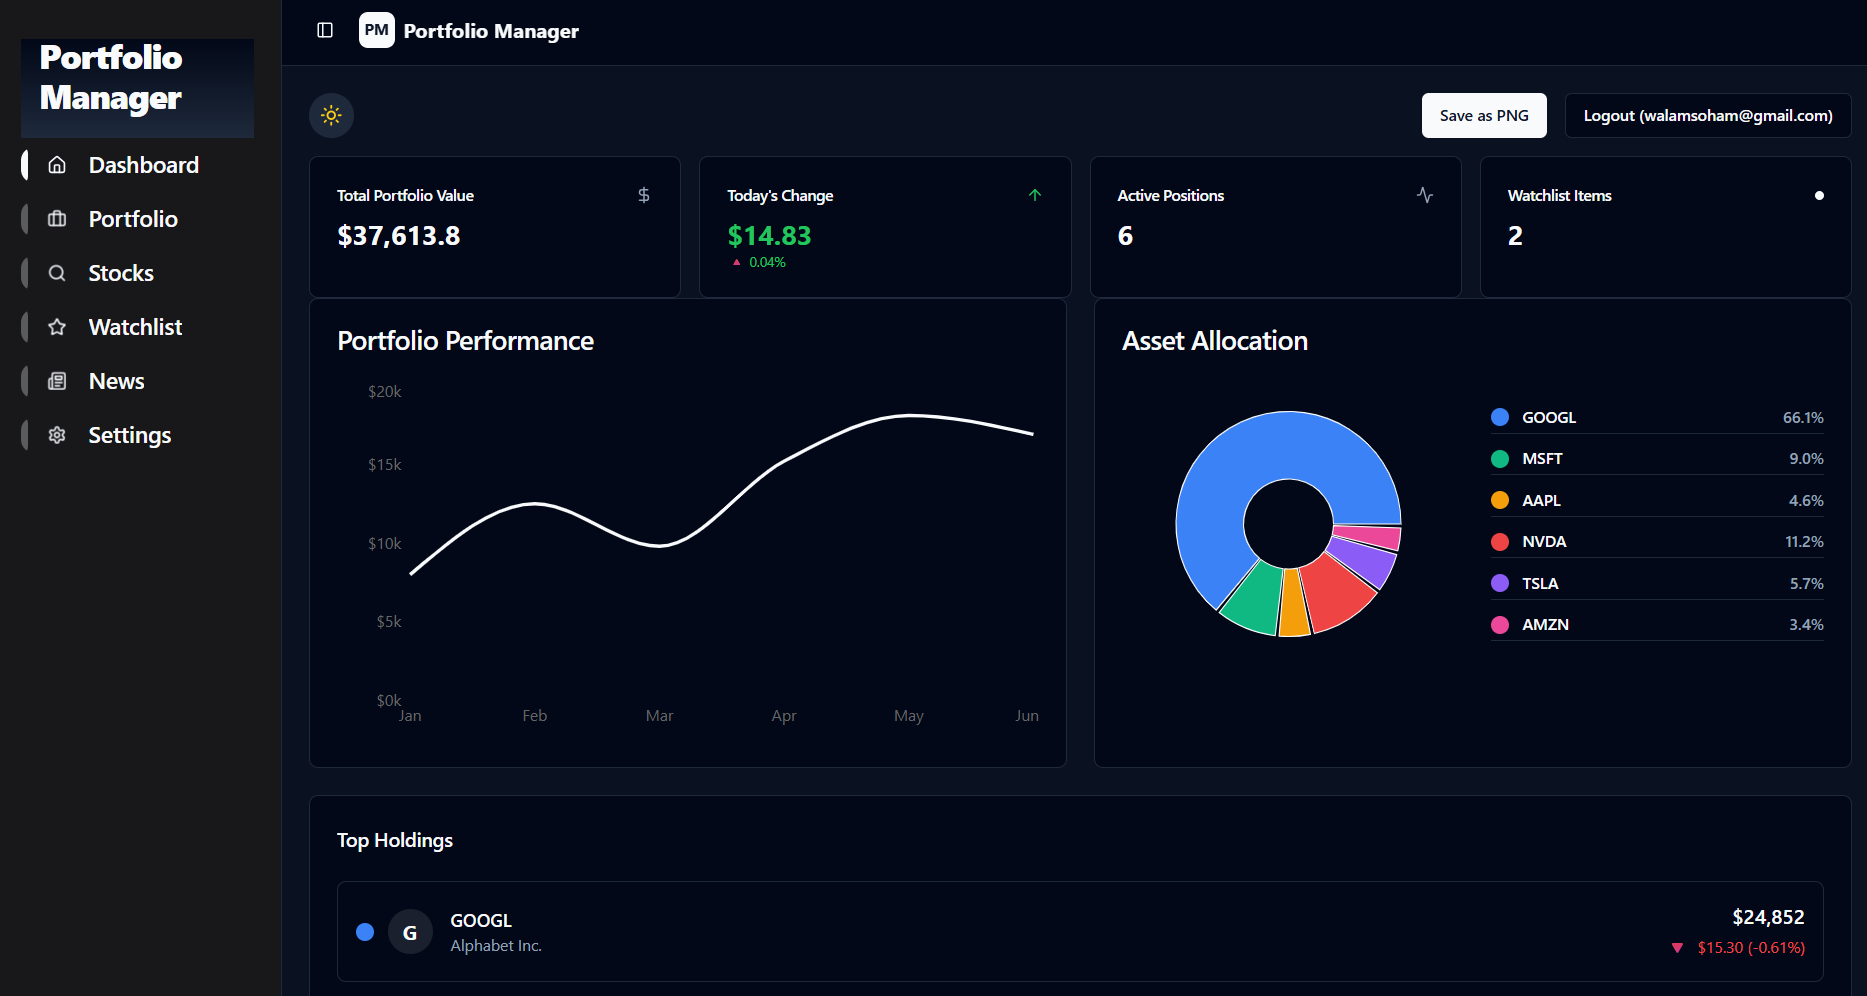 Portfolio
Manager
Dashboard
Portfolio
Stocks
Watchlist
News
Settings
PM Portfolio Manager
Save as PNG
Logout (walamsoham@gmail.com)
Total Portfolio Value $
$37,613.8
Today's Change
$14.83
0.04%
Active Positions
6
Watchlist Items
2
Portfolio Performance
$20k
$15k
$10k
$5k
$0k
Jan Feb Mar Apr May Jun
Asset Allocation
GOOGL 66.1%
MSFT 9.0%
AAPL 4.6%
NVDA 11.2%
TSLA 5.7%
AMZN 3.4%
Top Holdings
G
GOOGL
Alphabet Inc.
$24,852
$15.30 (-0.61%)